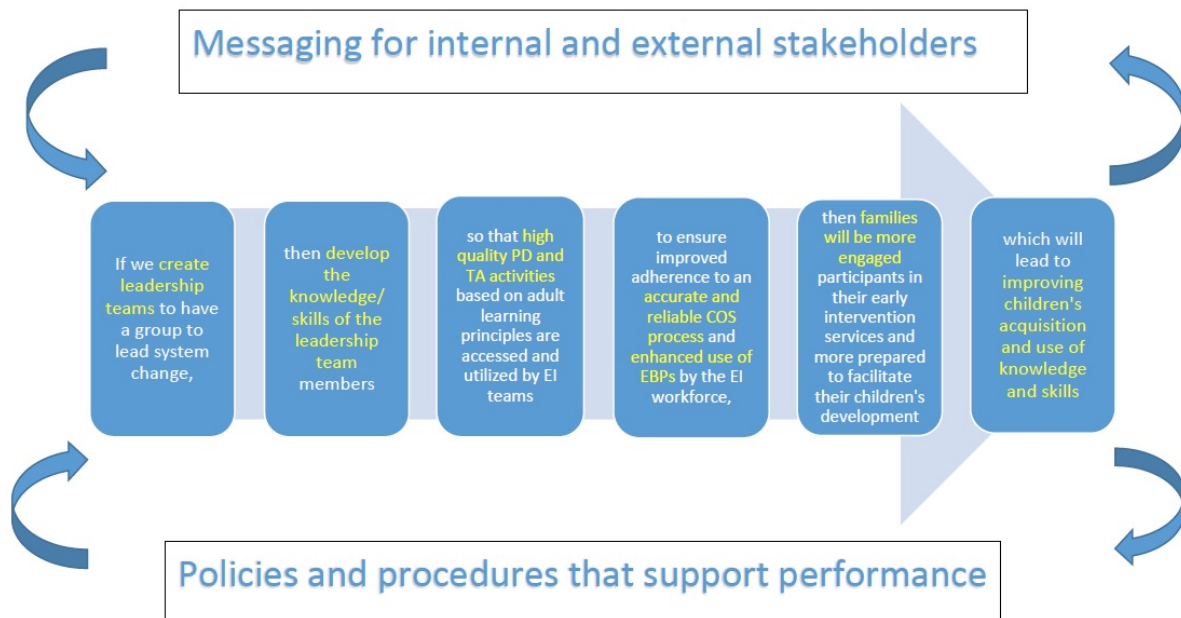 Messaging for internal and external stakeholders
If we create
leadership
teams to have
a group to
lead system
change,
then develop
the
knowledge/
skills of the
leadership
team
members
so that high
quality PD and
TA activities
based on adult
learning
principles are
accessed and
utilized by EI
teams
to ensure
improved
adherence to an
accurate and
reliable COS
process and
enhanced use of
EBPs by the EI
workforce,
then families
will be more
engaged
participants in
their early
intervention
services and
more prepared
to facilitate
their children's
development
which will
lead to
improving
children's
acquisition
and use of
knowledge
and skills
Policies and procedures that support performance